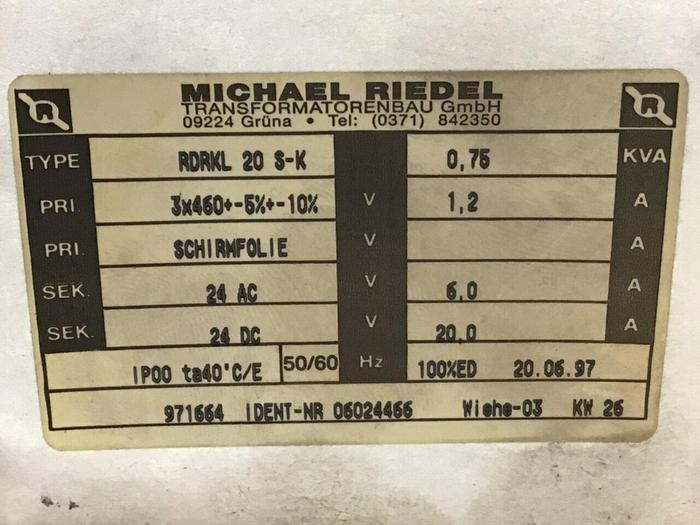 MICHAEL RIEDEL
TRANSFORMATORENBAU GmbH
09224 Grüna • Tel: (0371) 842350
TYPE RDRKL 20 S-K 0,75 KVA
PRI. 3x460+-5%+-10% V 1,2 A
PRI. SCHIRMFOLIE V A
SEK. 24 AC V 6,0 A
SEK. 24 DC V 20,0 A
IP00 ta40'C/E 50/60 Hz 100%ED 20.06.97
971664 IDENT-NR 06024466 Wiehe-03 KW 26